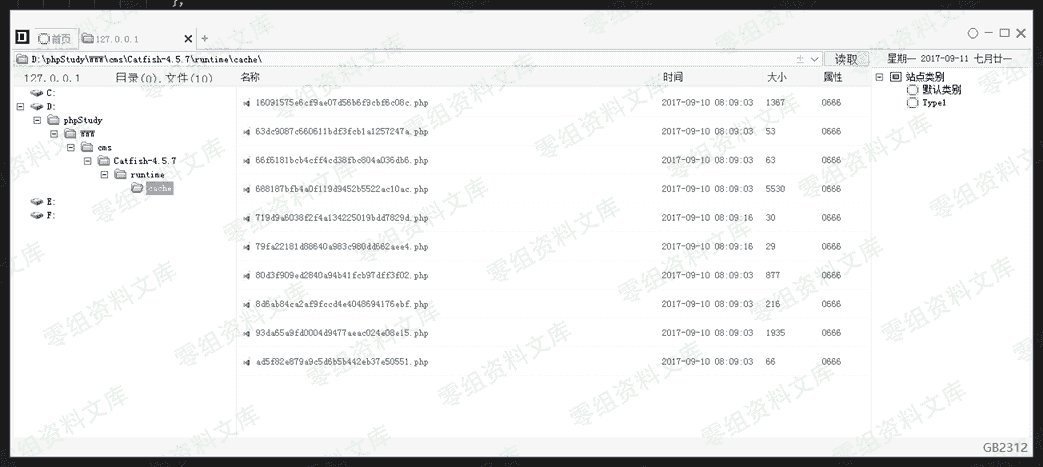 };
首页 127.0.0.1
D:\phpStudy\WWW\cms\Catfish-4.5.7\runtime\cache\ 读取 星期一 2017-09-11 七月廿一
127.0.0.1 目录(0),文件(10) 名称 时间 大小 属性
C:
D:
phpStudy
WWW
cms
Catfish-4.5.7
runtime
cache
E:
F:
16091575e6cf9ae07d56b6f9cbf6c08c.php 2017-09-10 08:09:03 1367 0666
63dc9087c660611bdf3fcb1a1257247a.php 2017-09-10 08:09:03 53 0666
66f6181bcb4cff4cd38fbc804a036db6.php 2017-09-10 08:09:03 63 0666
688187bfb4a0f119d9452b5522ac10ac.php 2017-09-10 08:09:03 5530 0666
719d9a6038f2f4a134225019bdd7829d.php 2017-09-10 08:09:16 30 0666
79fa22181d88640a983c980dd662aee4.php 2017-09-10 08:09:16 29 0666
80d3f909ed2840a94b41fcb97dff3f02.php 2017-09-10 08:09:03 877 0666
8d6ab84ca2af9fccd4e4048694176ebf.php 2017-09-10 08:09:03 216 0666
93da65a9fd0004d9477aeac024e08e15.php 2017-09-10 08:09:03 1935 0666
ad5f82e879a9c5d6b5b442eb37e50551.php 2017-09-10 08:09:03 66 0666
站点类别
默认类别
Type1
GB2312
零组资料文库